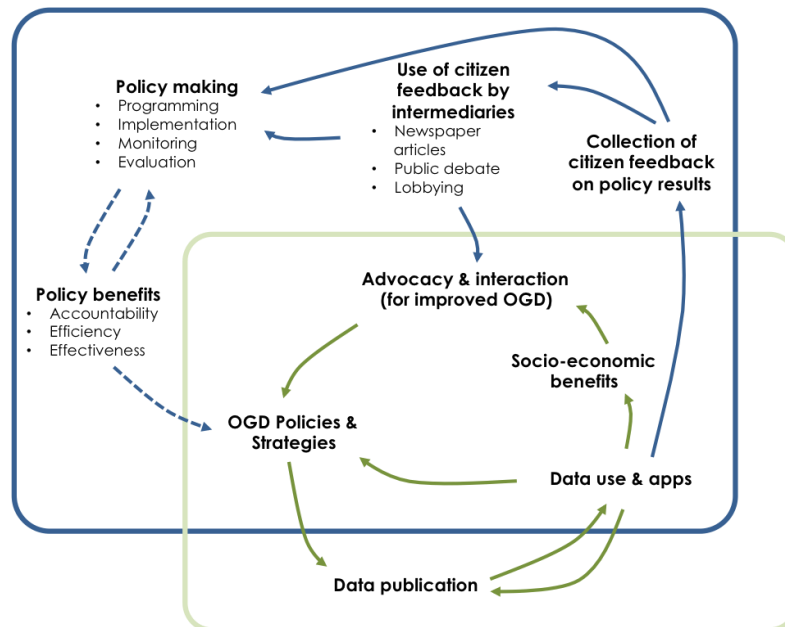 Policy making
• Programming
• Implementation
• Monitoring
• Evaluation
Use of citizen
feedback by
intermediaries
• Newspaper
articles
• Public debate
• Lobbying
Collection of
citizen feedback
on policy results
Policy benefits
• Accountability
• Efficiency
• Effectiveness
Advocacy & interaction
(for improved OGD)
Socio-economic
benefits
OGD Policies &
Strategies
Data use & apps
Data publication